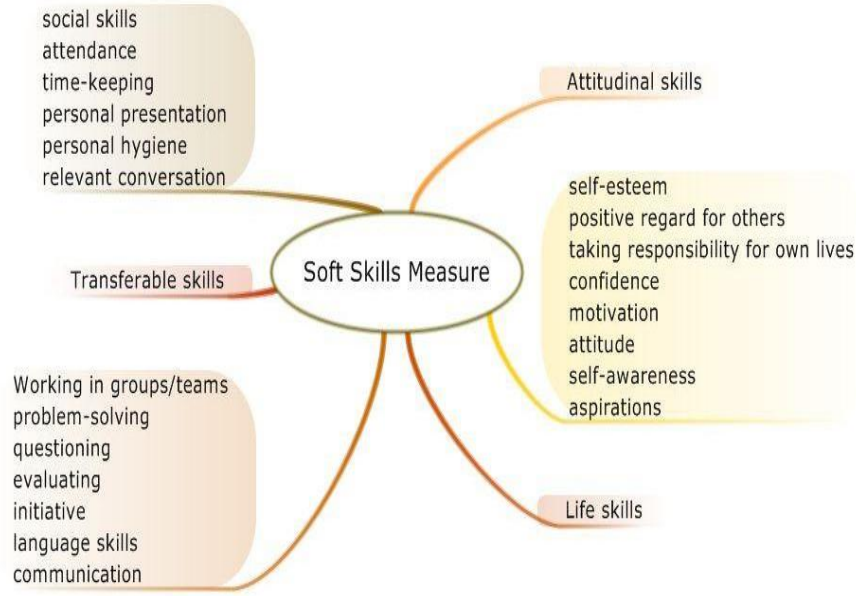 social skills
attendance
time-keeping
personal presentation
personal hygiene
relevant conversation
Attitudinal skills
self-esteem
positive regard for others
taking responsibility for own lives
confidence
motivation
attitude
self-awareness
aspirations
Soft Skills Measure
Transferable skills
Working in groups/teams
problem-solving
questioning
evaluating
initiative
language skills
communication
Life skills